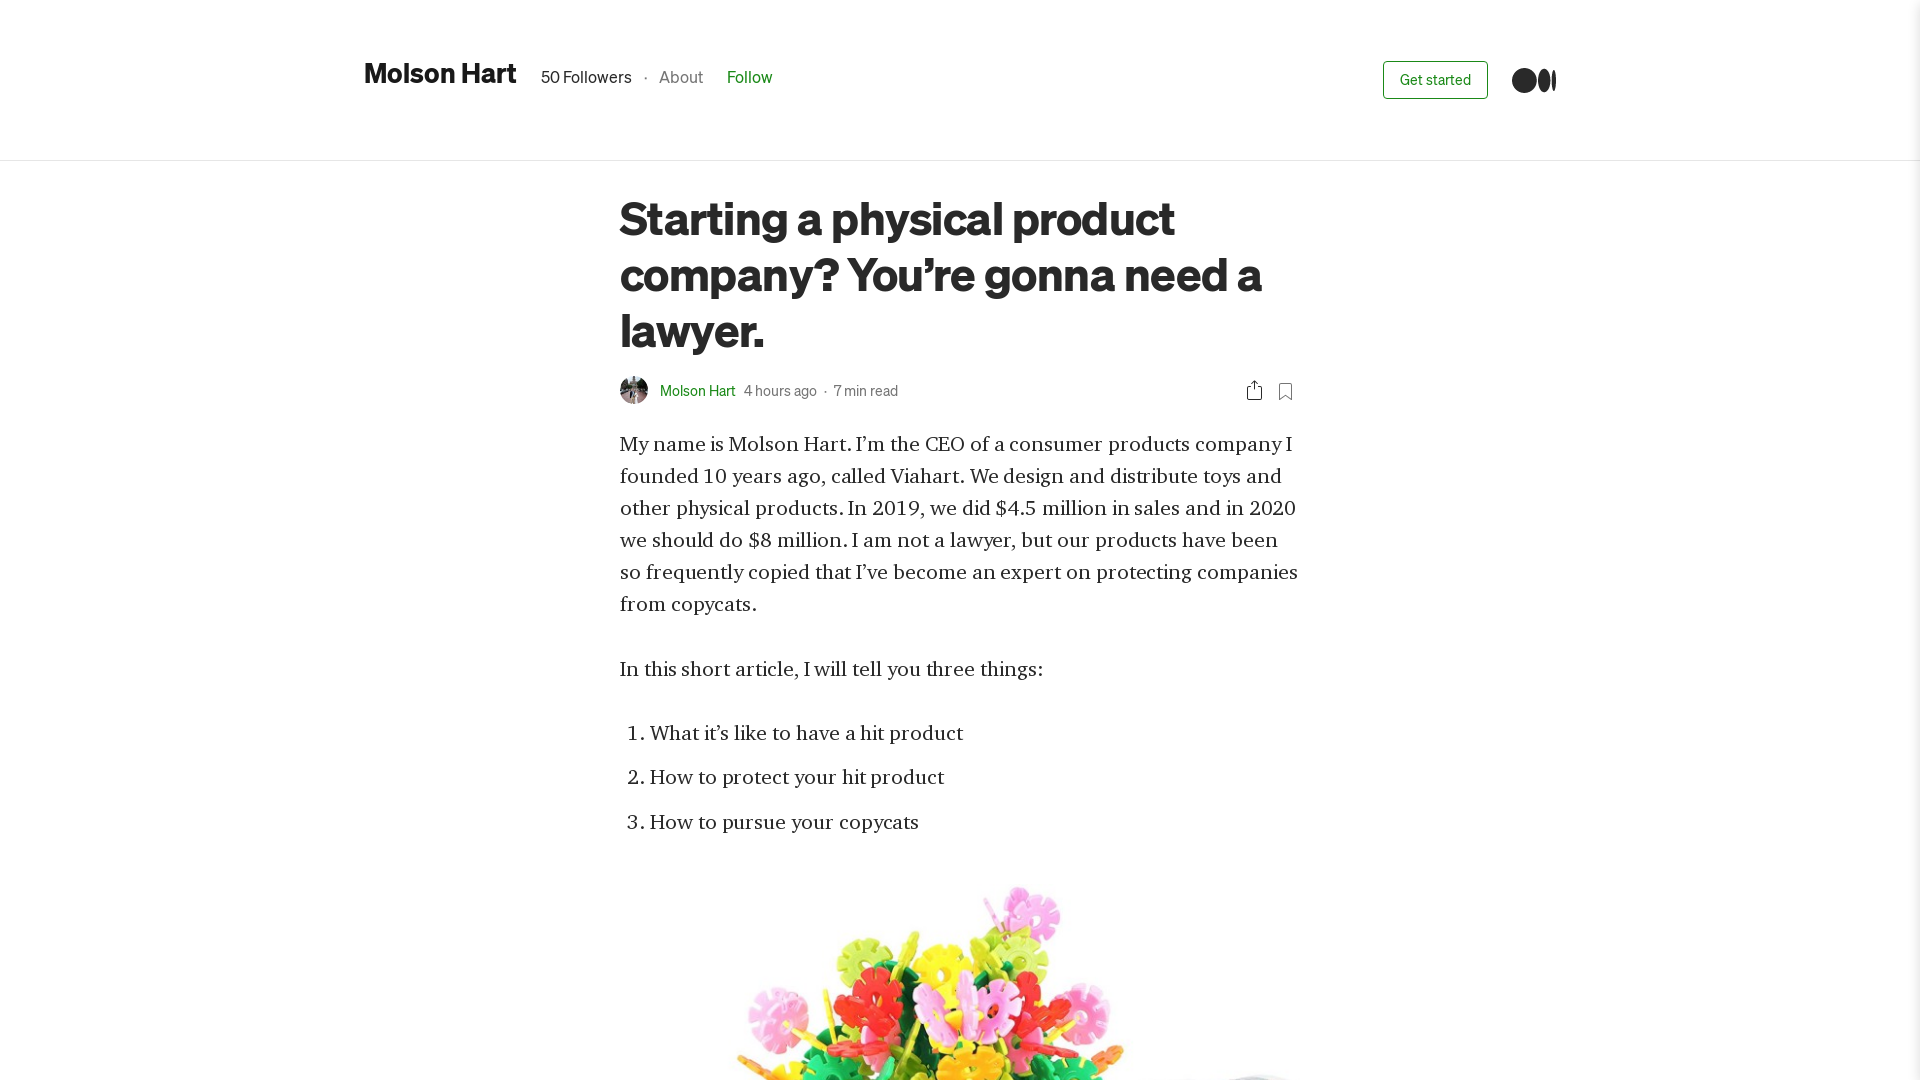 Molson Hart
50 Followers · About Follow
Get started
Starting a physical product
company? You’re gonna need a
lawyer.
Molson Hart 4 hours ago · 7 min read
My name is Molson Hart. I’m the CEO of a consumer products company I
founded 10 years ago, called Viahart. We design and distribute toys and
other physical products. In 2019, we did $4.5 million in sales and in 2020
we should do $8 million. I am not a lawyer, but our products have been
so frequently copied that I’ve become an expert on protecting companies
from copycats.
In this short article, I will tell you three things:
1. What it’s like to have a hit product
2. How to protect your hit product
3. How to pursue your copycats